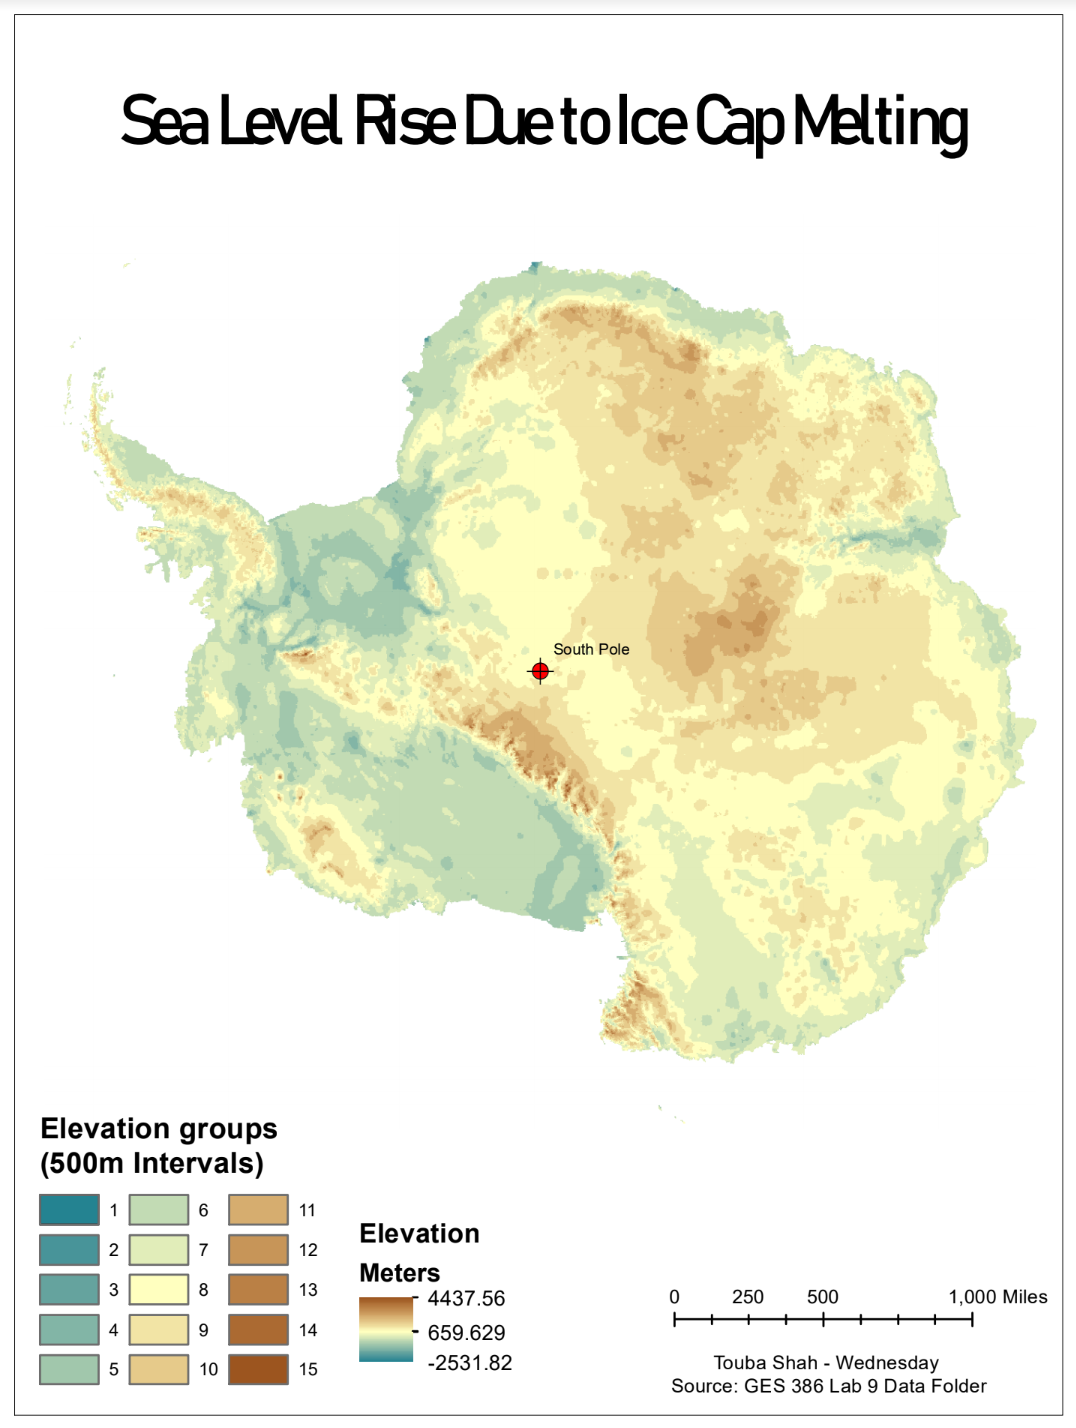 Sea Level Rise Due to Ice Cap Melting
South Pole
Elevation groups
(500m Intervals)
1
2
3
4
5
6
7
8
9
10
11
12
13
14
15
Elevation
Meters
4437.56
659.629
-2531.82
0 250 500 1,000 Miles
Touba Shah - Wednesday
Source: GES 386 Lab 9 Data Folder